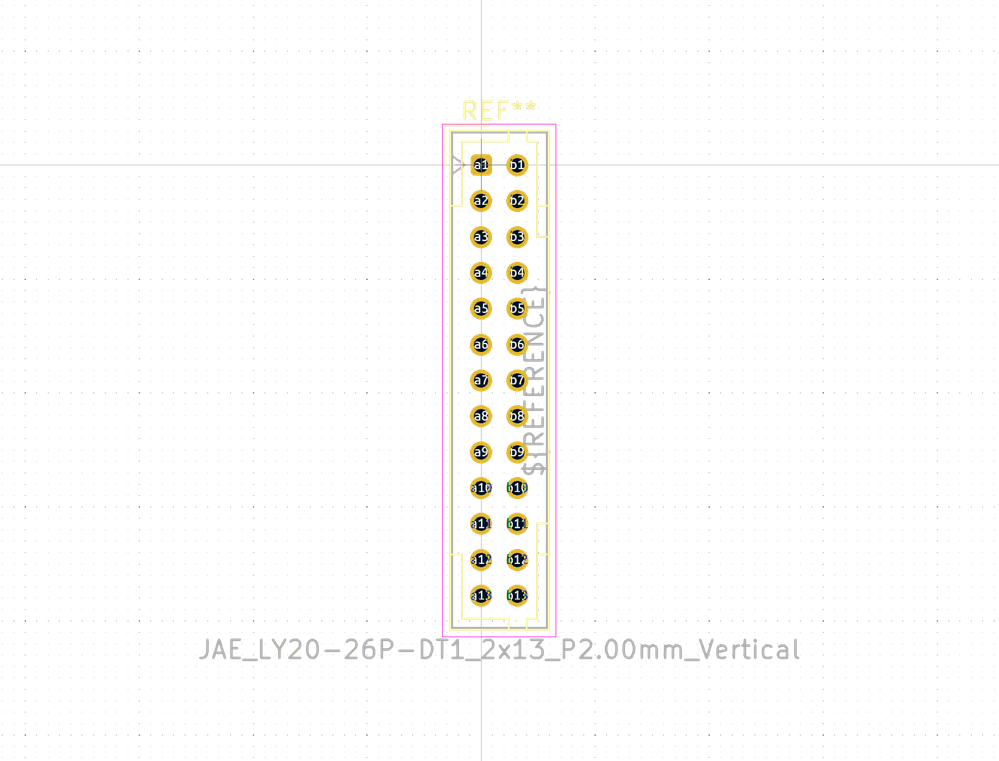 REF**
a1 b1
a2 b2
a3 b3
a4 b4
a5 b5
a6 b6
a7 b7
a8 b8
a9 b9
a10 b10
a11 b11
a12 b12
a13 b13
${REFERENCE}
JAE_LY20-26P-DT1_2x13_P2.00mm_Vertical